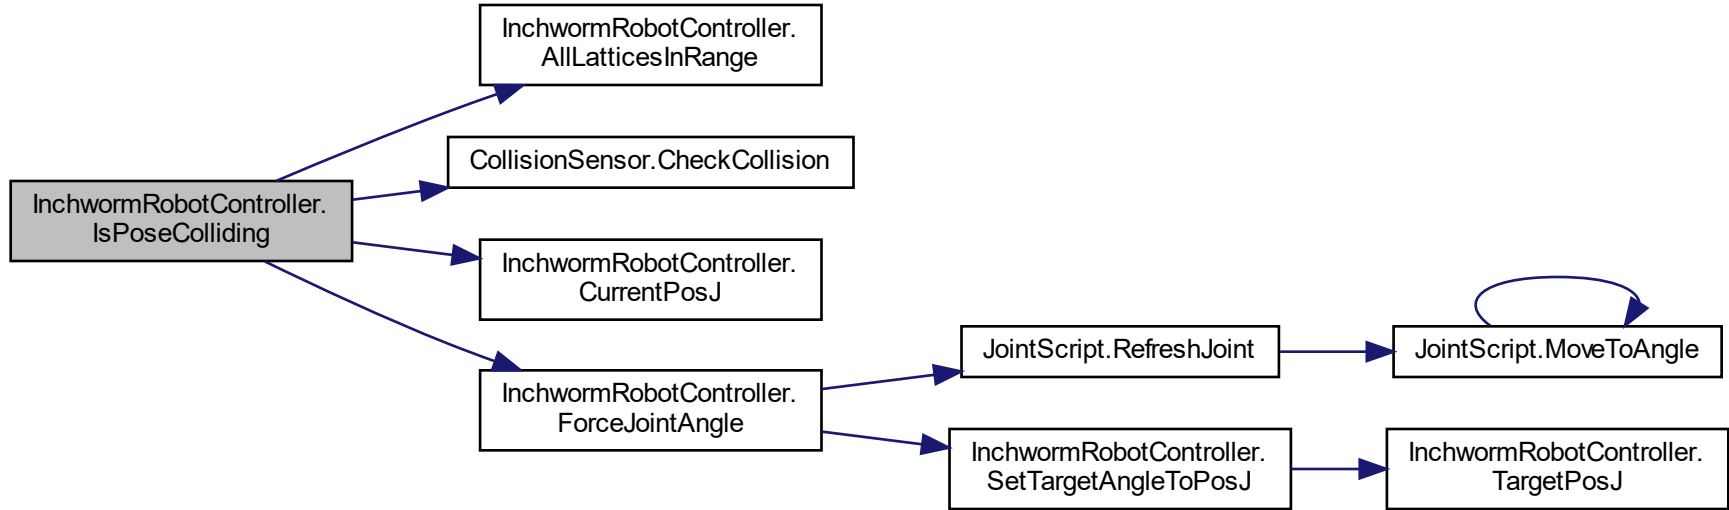 InchwormRobotController.
AllLatticesInRange
CollisionSensor.CheckCollision
InchwormRobotController.
IsPoseColliding
InchwormRobotController.
CurrentPosJ
InchwormRobotController.
ForceJointAngle
JointScript.RefreshJoint
JointScript.MoveToAngle
InchwormRobotController.
SetTargetAngleToPosJ
InchwormRobotController.
TargetPosJ